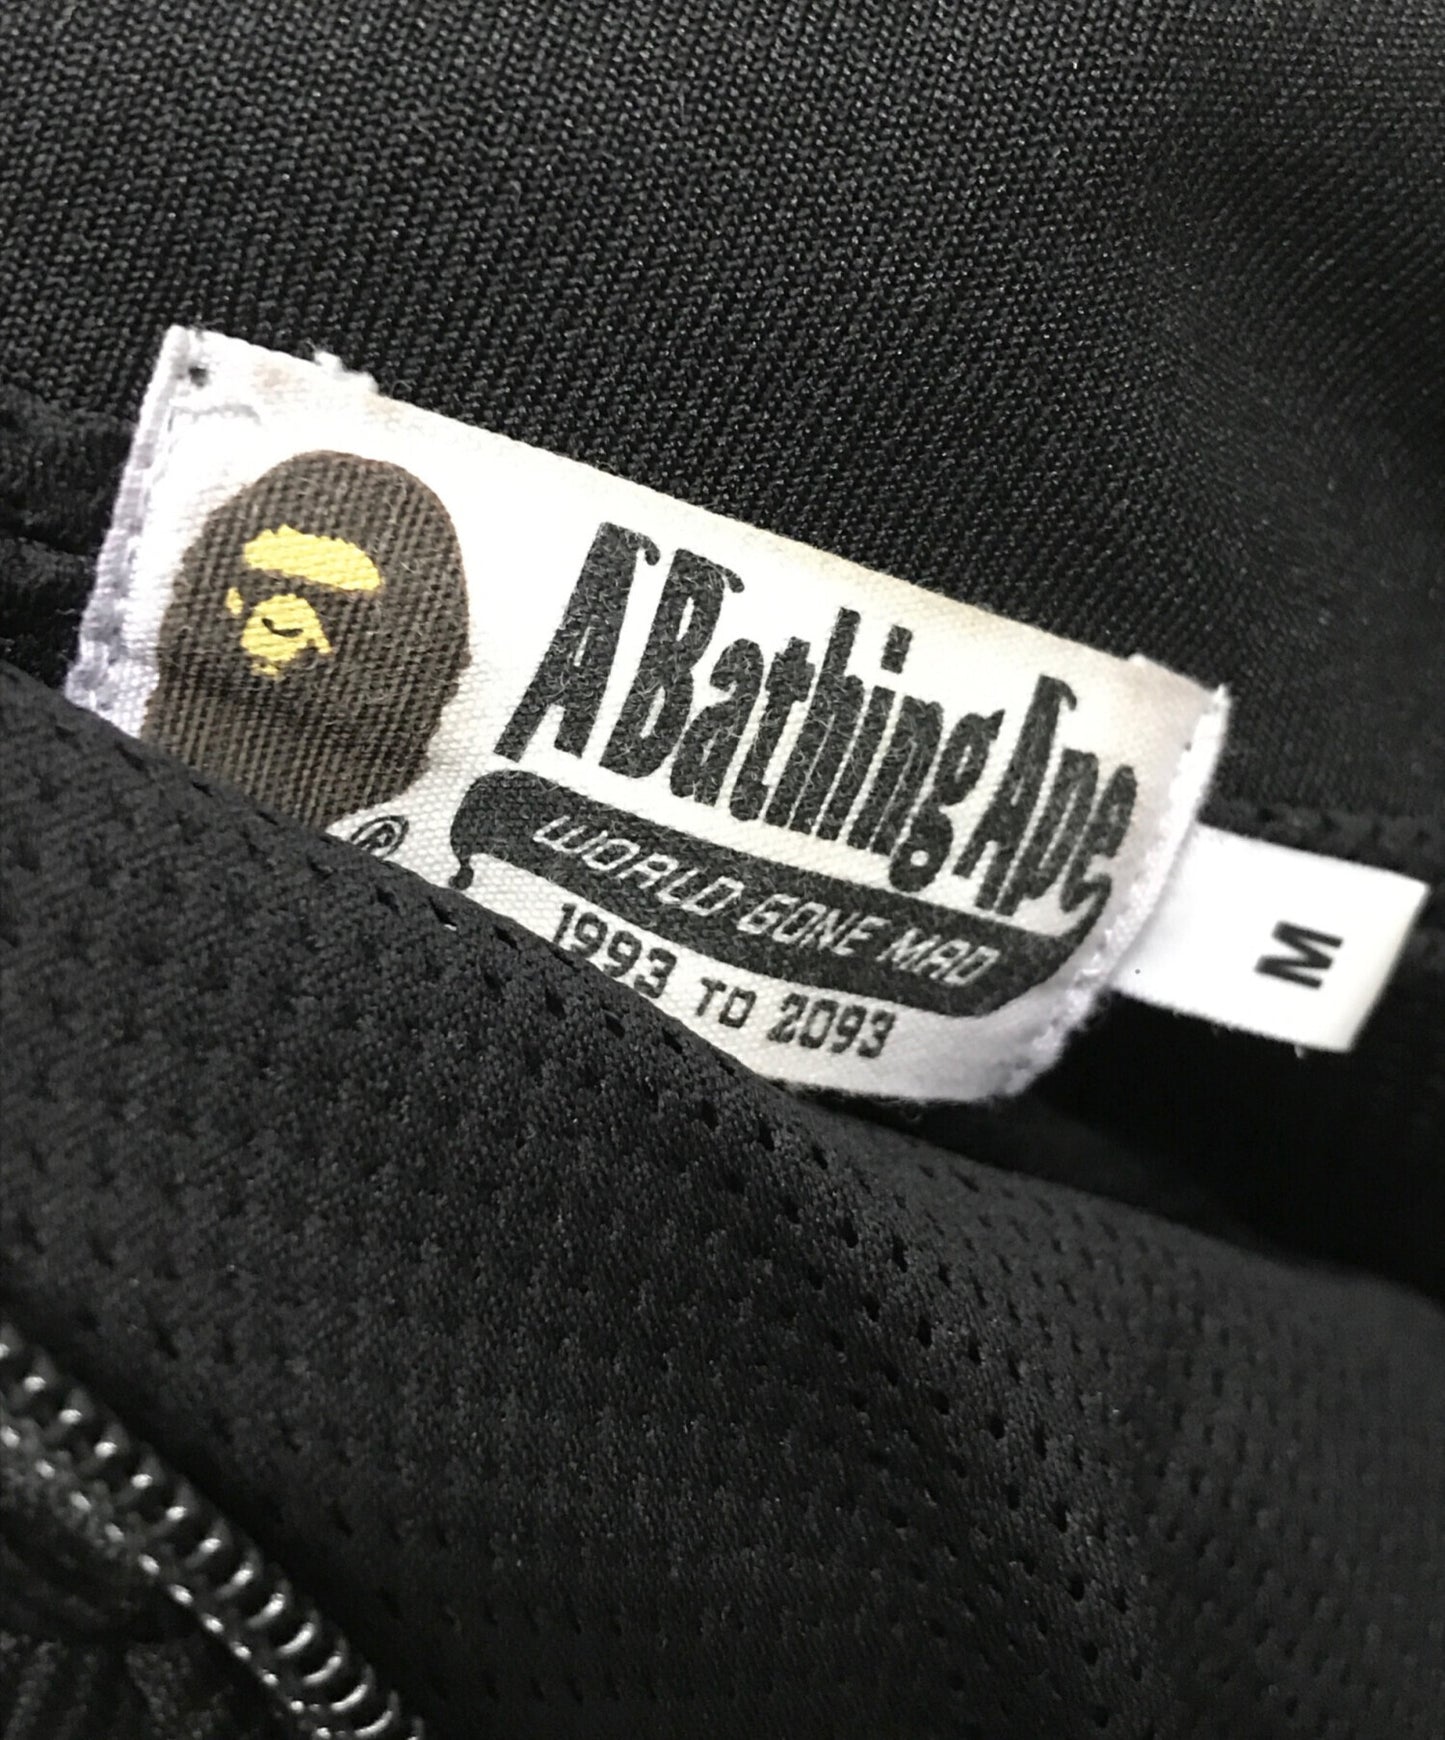 A Bathing Ape
®
WORLD GONE MAD
1993 TO 2093
M